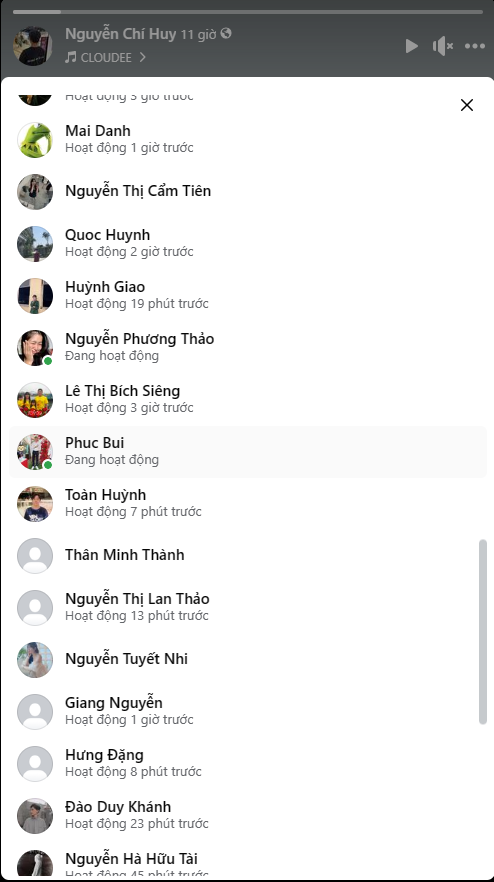 Nguyễn Chí Huy 11 giờ
CLOUDEE
Hoạt động 3 giờ trước
Mai Danh
Hoạt động 1 giờ trước
Nguyễn Thị Cẩm Tiên
Quoc Huynh
Hoạt động 2 giờ trước
Huỳnh Giao
Hoạt động 19 phút trước
Nguyễn Phương Thảo
Đang hoạt động
Lê Thị Bích Siêng
Hoạt động 3 giờ trước
Phuc Bui
Đang hoạt động
Toàn Huỳnh
Hoạt động 7 phút trước
Thân Minh Thành
Nguyễn Thị Lan Thảo
Hoạt động 13 phút trước
Nguyễn Tuyết Nhi
Giang Nguyễn
Hoạt động 1 giờ trước
Hưng Đặng
Hoạt động 8 phút trước
Đào Duy Khánh
Hoạt động 23 phút trước
Nguyễn Hà Hữu Tài
Hoạt động 45 phút trước